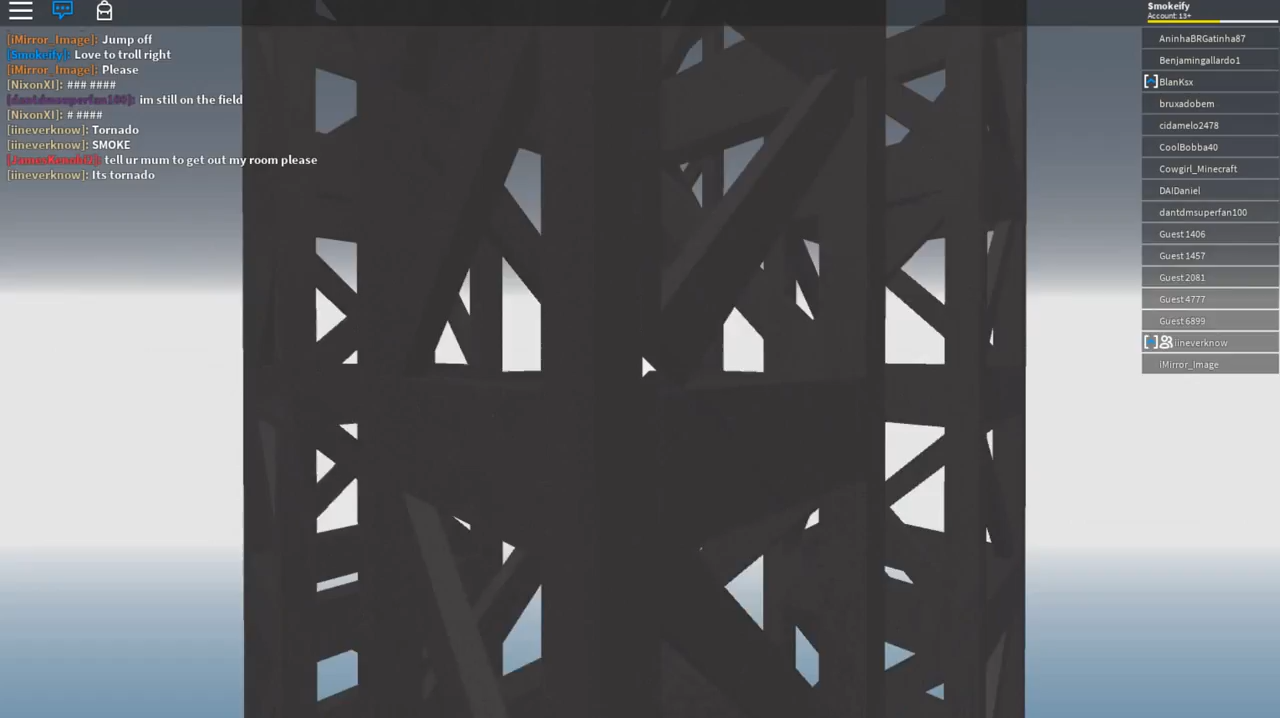 [iMirror_Image]: Jump off
[Smokeify]: Love to troll right
[iMirror_Image]: Please
[NixonXI]: ### ####
[dantdmsuperfan100]: im still on the field
[NixonXI]: # ####
[iineverknow]: Tornado
[iineverknow]: SMOKE
tell ur mum to get out my room please
[iineverknow]: Its tornado
Smokeify
Account: 13+
AninhaBRGatinha87
Benjamingallardo1
BlanKsx
bruxadobem
cidamelo2478
CoolBobba40
Cowgirl_Minecraft
DAIDaniel
dantdmsuperfan100
Guest 1406
Guest 1457
Guest 2081
Guest 4777
Guest 6899
iineverknow
iMirror_Image